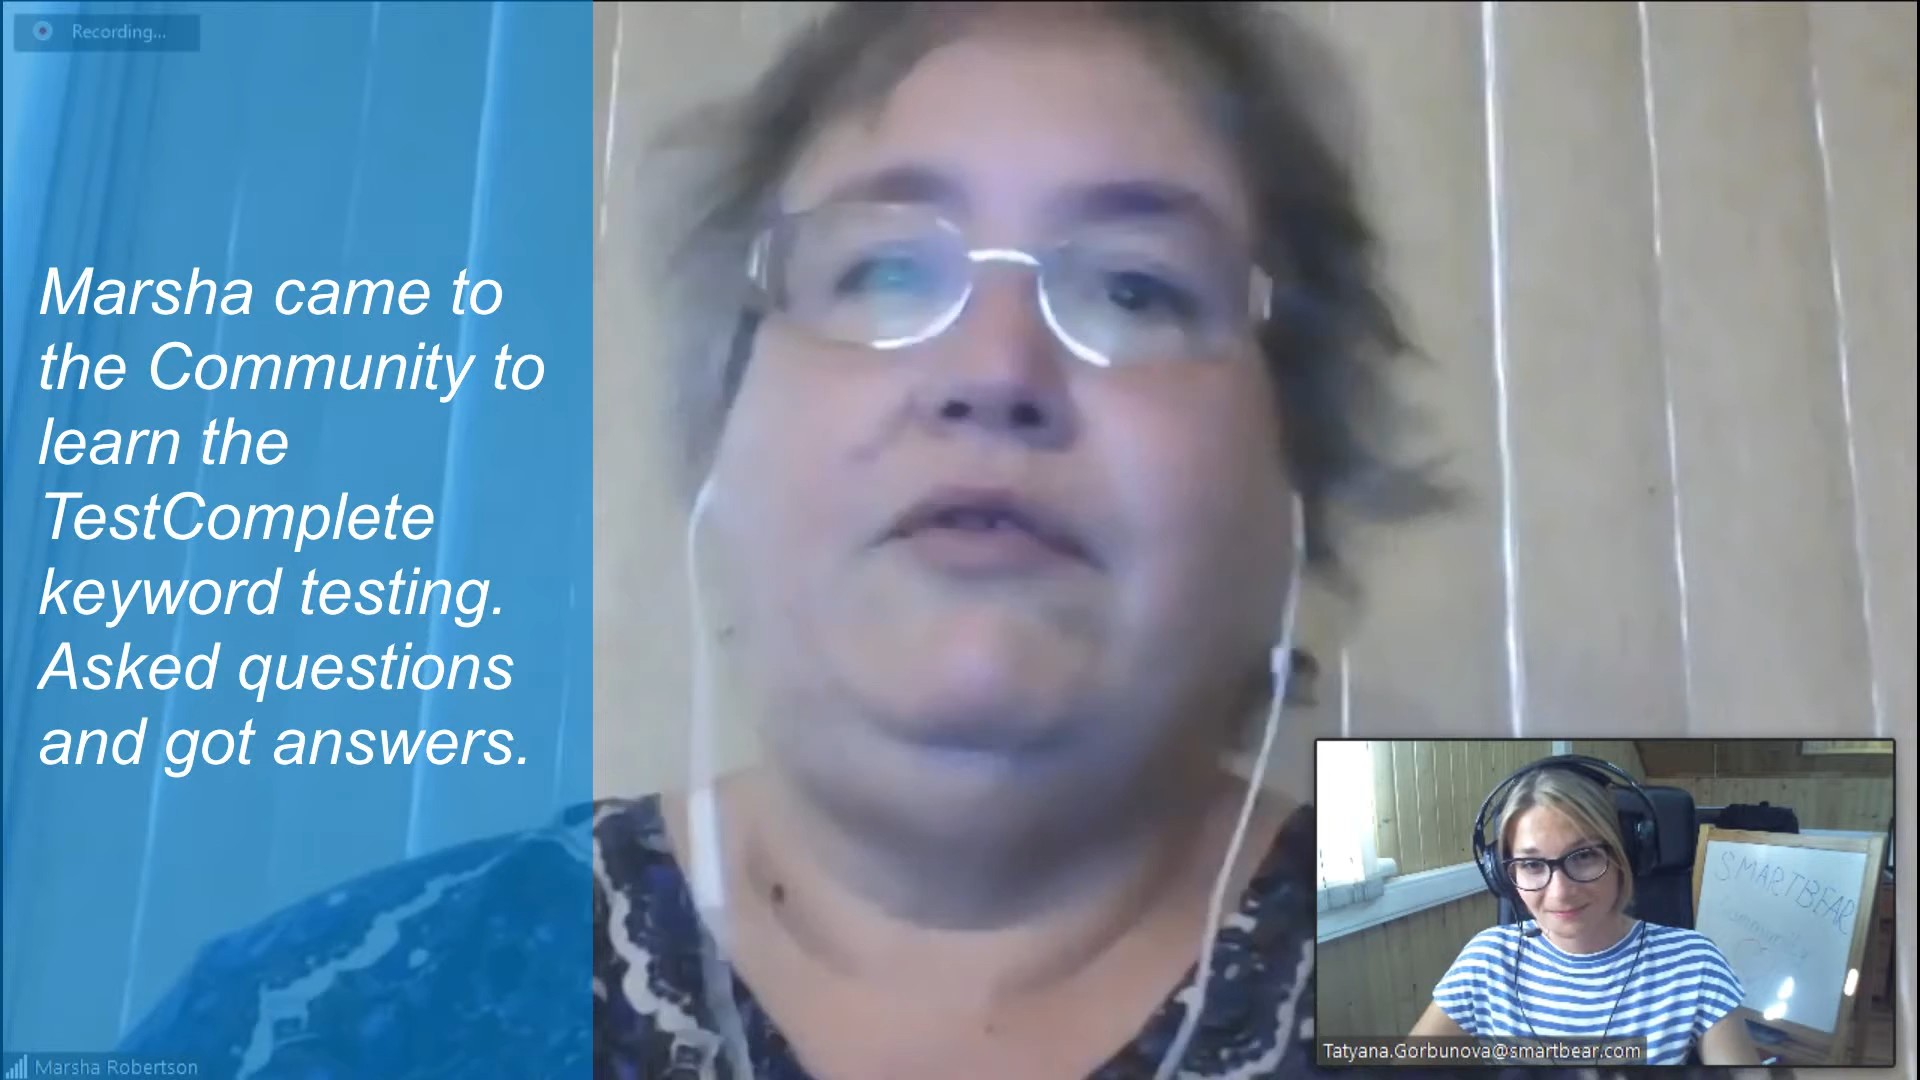 Recording...
Marsha came to
the Community to
learn the
TestComplete
keyword testing.
Asked questions
and got answers.
SMARTBEAR
Community
Marsha Robertson
Tatyana.Gorbunova@smartbear.com